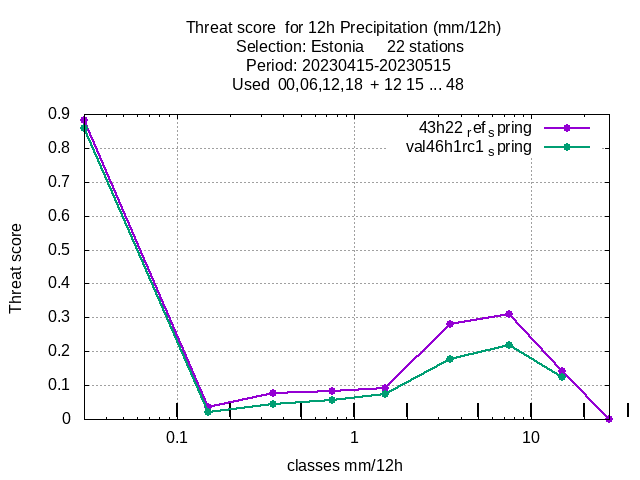 Threat score  for 12h Precipitation (mm/12h)
Selection: Estonia     22 stations
Period: 20230415-20230515
Used  00,06,12,18  + 12 15 ... 48
43h22 ref spring
val46h1rc1 spring
0.9
0.8
0.7
0.6
0.5
0.4
0.3
0.2
0.1
0
Threat score
0.1 1 10
classes mm/12h